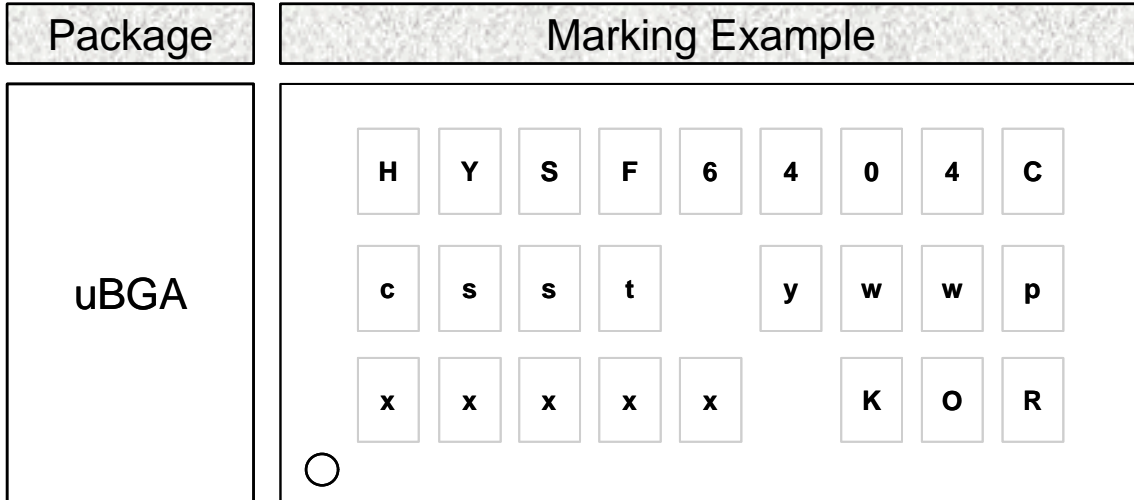 Package Marking Example
uBGA
H Y S F 6 4 0 4 C
c s s t y w w p
x x x x x K O R